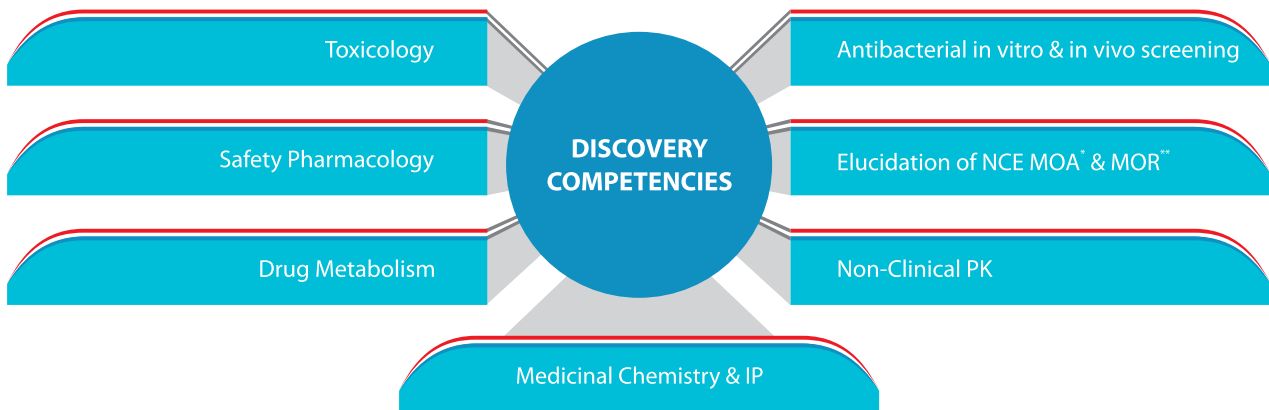 Toxicology
Safety Pharmacology
Drug Metabolism
DISCOVERY
COMPETENCIES
Antibacterial in vitro & in vivo screening
Elucidation of NCE MOA* & MOR**
Non-Clinical PK
Medicinal Chemistry & IP